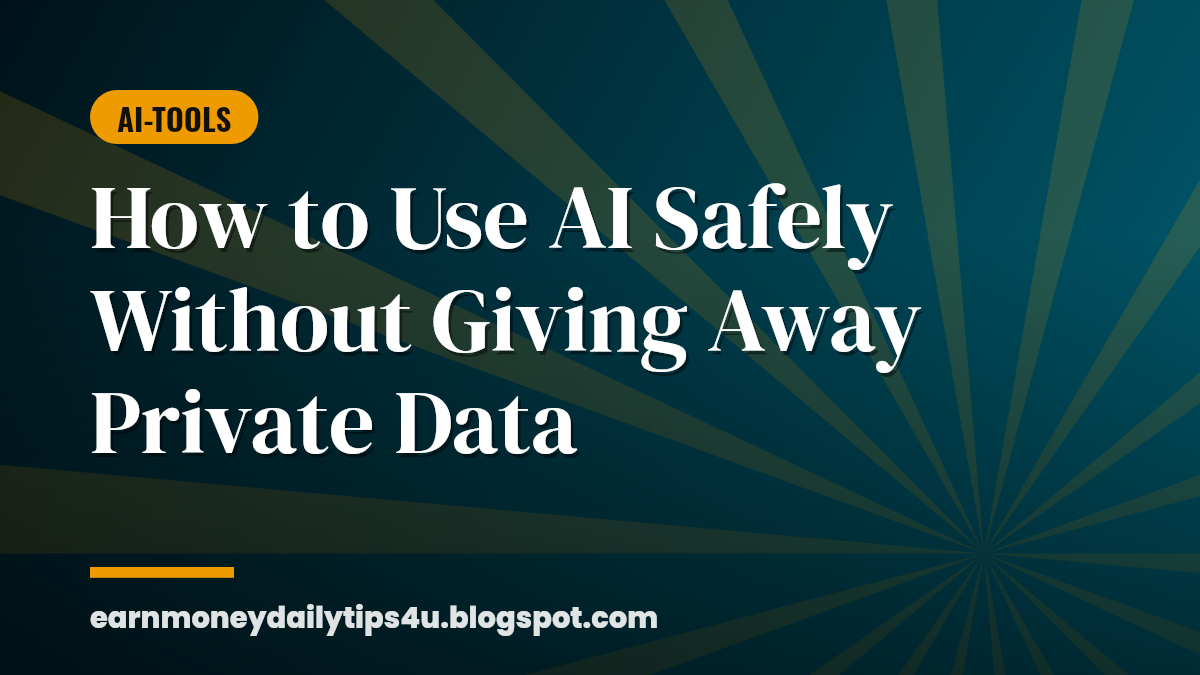 AI-TOOLS
How to Use AI Safely
Without Giving Away
Private Data
earnmoneydailytips4u.blogspot.com